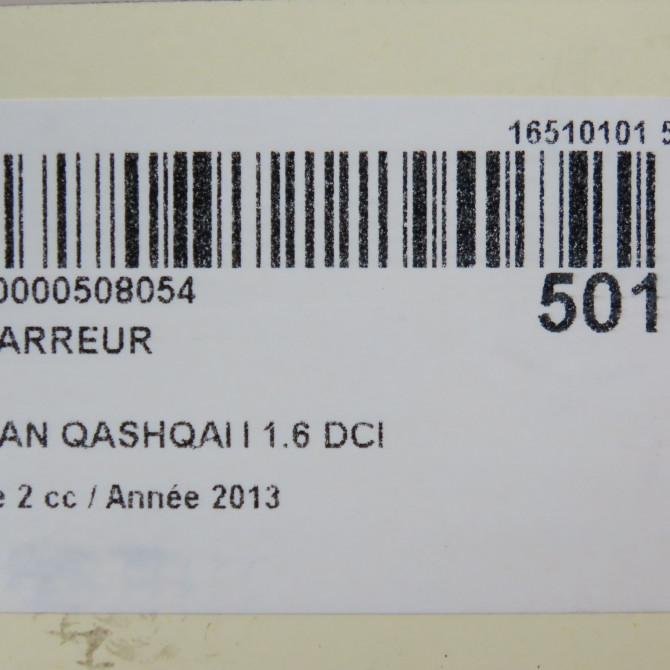 16510101 5
0000508054
501
ARREUR
AN QASHQAI I 1.6 DCI
e 2 cc / Année 2013